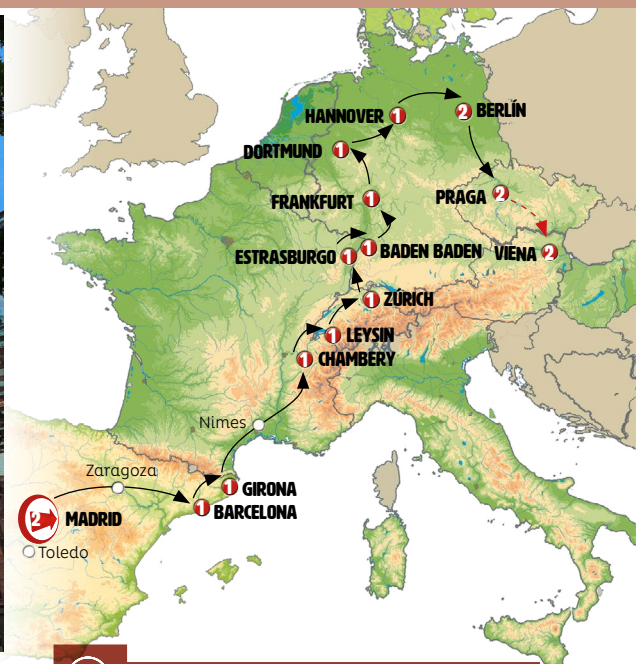 HANNOVER 1
2 BERLÍN
DORTMUND 1
FRANKFURT 1
PRAGA 2
ESTRASBURGO 1
1 BADEN BADEN
VIENA 2
1 ZÚRICH
1 LEYSIN
1 CHAMBERY
Nimes
Zaragoza
1 GIRONA
1 BARCELONA
2 MADRID
Toledo